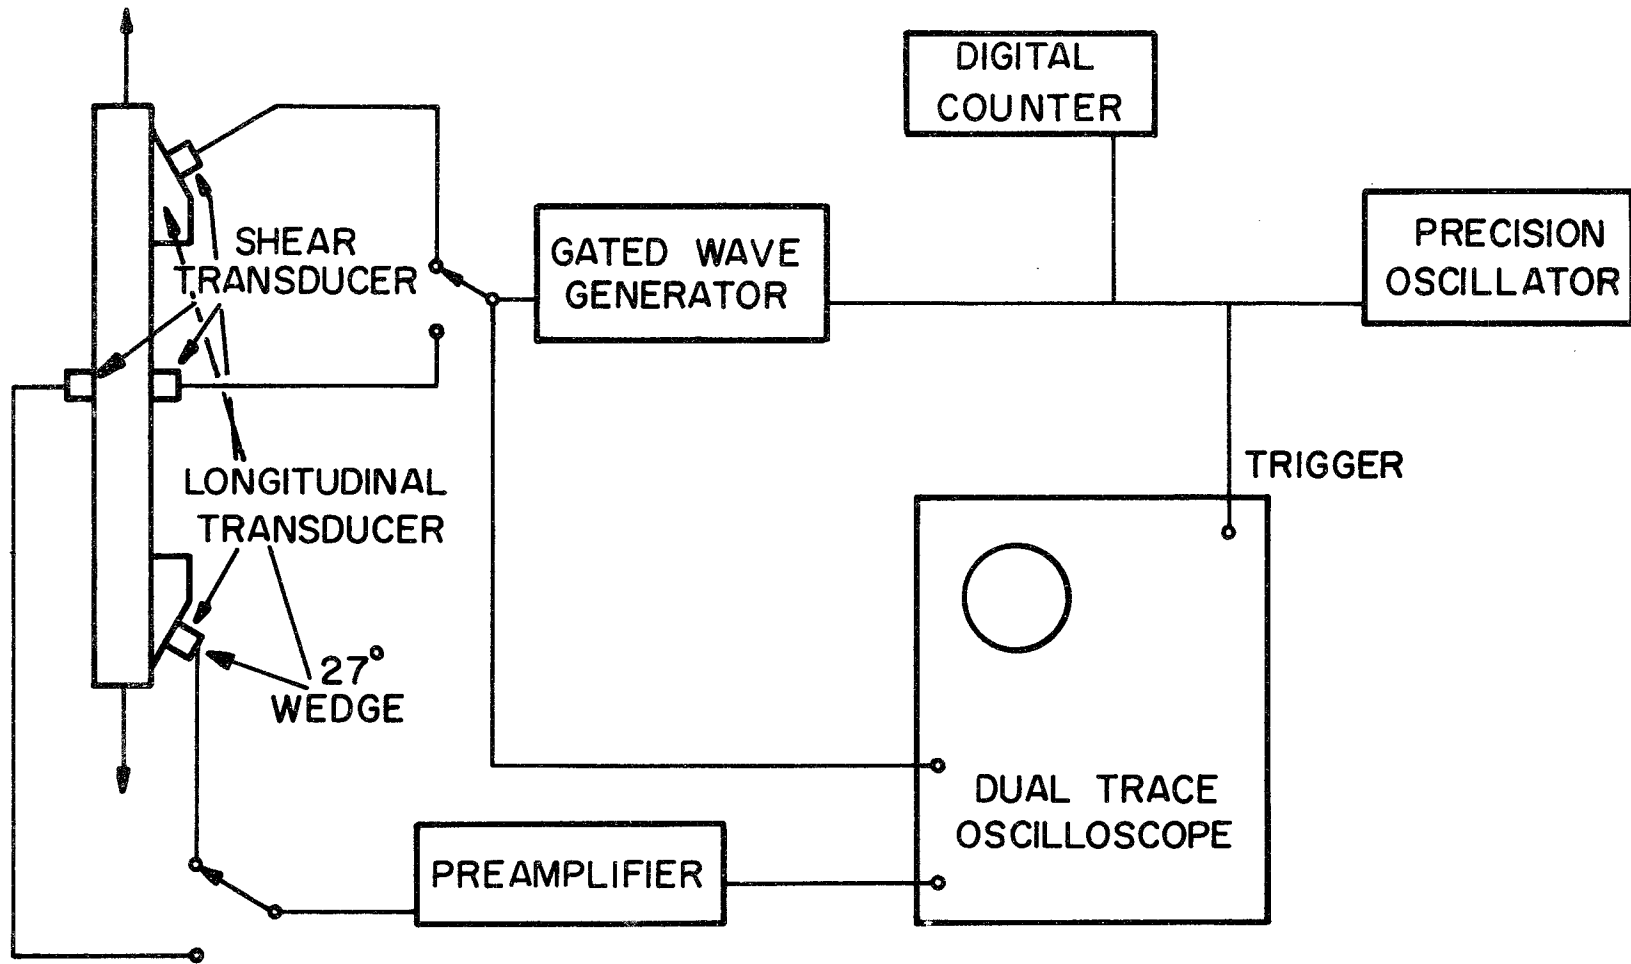 DIGITAL
COUNTER
PRECISION
OSCILLATOR
GATED WAVE
GENERATOR
SHEAR
TRANSDUCER
TRIGGER
LONGITUDINAL
TRANSDUCER
27°
WEDGE
DUAL TRACE
OSCILLOSCOPE
PREAMPLIFIER